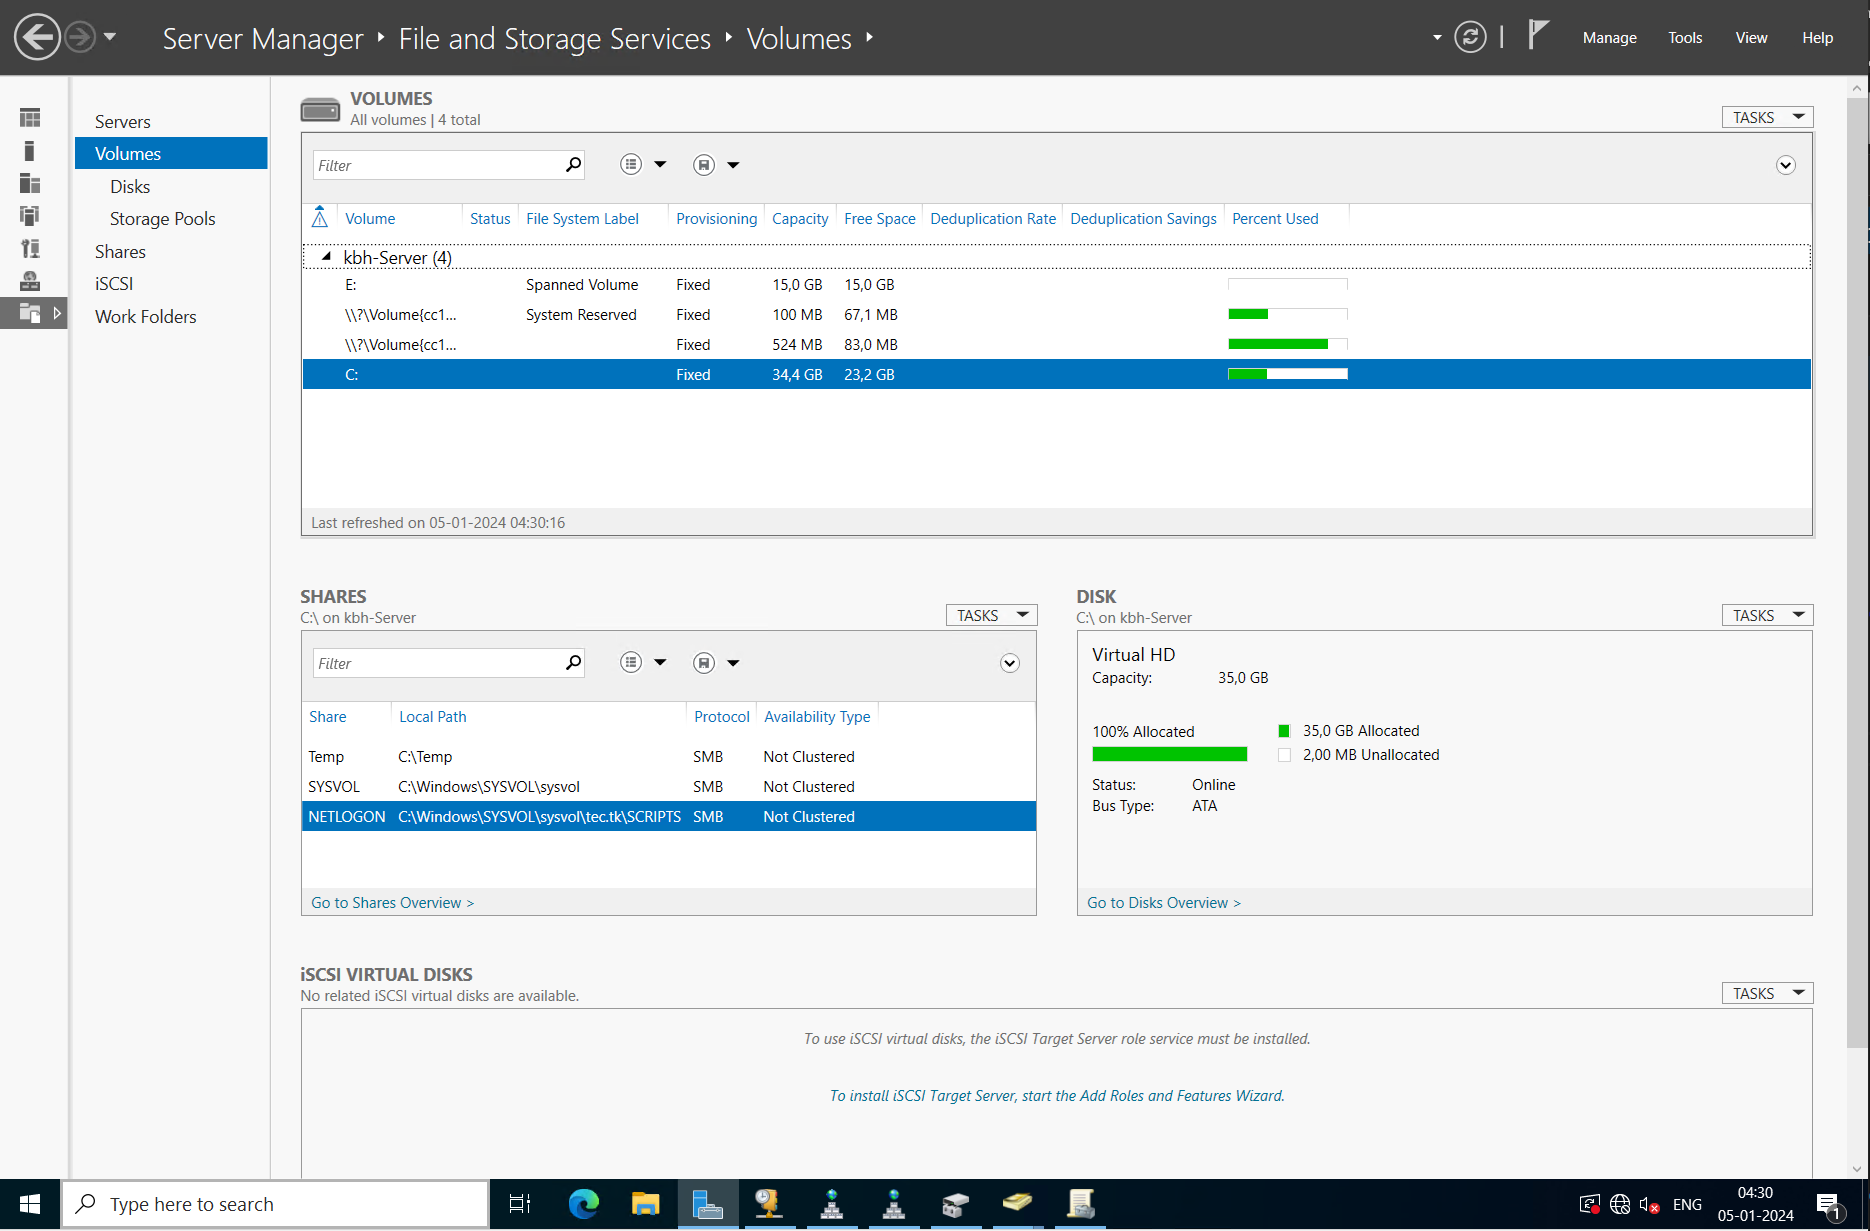 Server Manager ‣ File and Storage Services ‣ Volumes ‣
Manage Tools View Help
Servers
Volumes
Disks
Storage Pools
Shares
iSCSI
Work Folders
VOLUMES
All volumes | 4 total
TASKS
Filter
Volume Status File System Label Provisioning Capacity Free Space Deduplication Rate Deduplication Savings Percent Used
kbh-Server (4)
E: Spanned Volume Fixed 15,0 GB 15,0 GB
\\?\Volume{cc1... System Reserved Fixed 100 MB 67,1 MB
\\?\Volume{cc1... Fixed 524 MB 83,0 MB
C: Fixed 34,4 GB 23,2 GB
Last refreshed on 05-01-2024 04:30:16
SHARES
C:\ on kbh-Server
TASKS
Filter
Share Local Path Protocol Availability Type
Temp C:\Temp SMB Not Clustered
SYSVOL C:\Windows\SYSVOL\sysvol SMB Not Clustered
NETLOGON C:\Windows\SYSVOL\sysvol\tec.tk\SCRIPTS SMB Not Clustered
Go to Shares Overview >
DISK
C:\ on kbh-Server
TASKS
Virtual HD
Capacity: 35,0 GB
100% Allocated
35,0 GB Allocated
2,00 MB Unallocated
Status: Online
Bus Type: ATA
Go to Disks Overview >
iSCSI VIRTUAL DISKS
No related iSCSI virtual disks are available.
TASKS
To use iSCSI virtual disks, the iSCSI Target Server role service must be installed.
To install iSCSI Target Server, start the Add Roles and Features Wizard.
Type here to search
ENG
04:30
05-01-2024
1